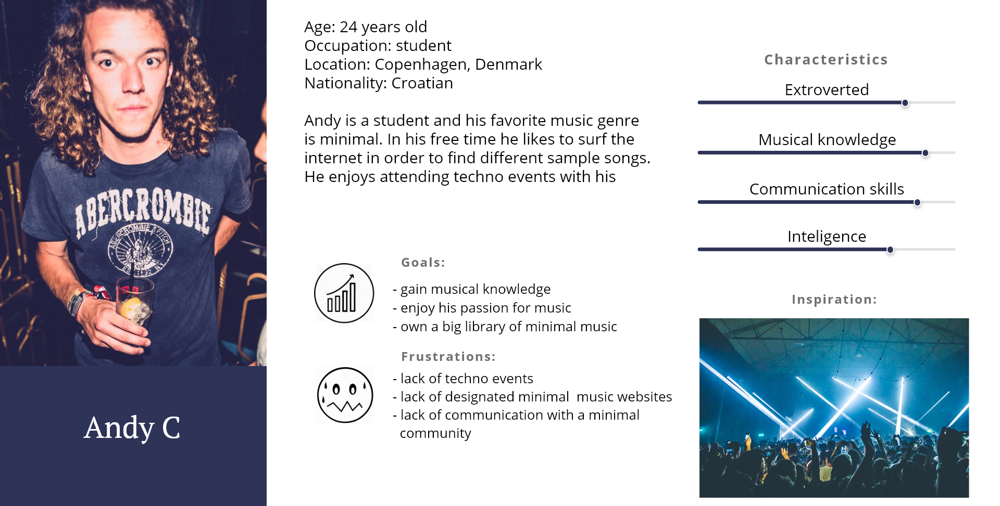 Age: 24 years old
Occupation: student
Location: Copenhagen, Denmark
Nationality: Croatian
Andy is a student and his favorite music genre
is minimal. In his free time he likes to surf the
internet in order to find different sample songs.
He enjoys attending techno events with his
Goals:
- gain musical knowledge
- enjoy his passion for music
- own a big library of minimal music
Frustrations:
- lack of techno events
- lack of designated minimal  music websites
- lack of communication with a minimal
community
Characteristics
Extroverted
Musical knowledge
Communication skills
Inteligence
Inspiration:
ABERCROMBIE
ABERCROMBIE & FITCH
Andy C